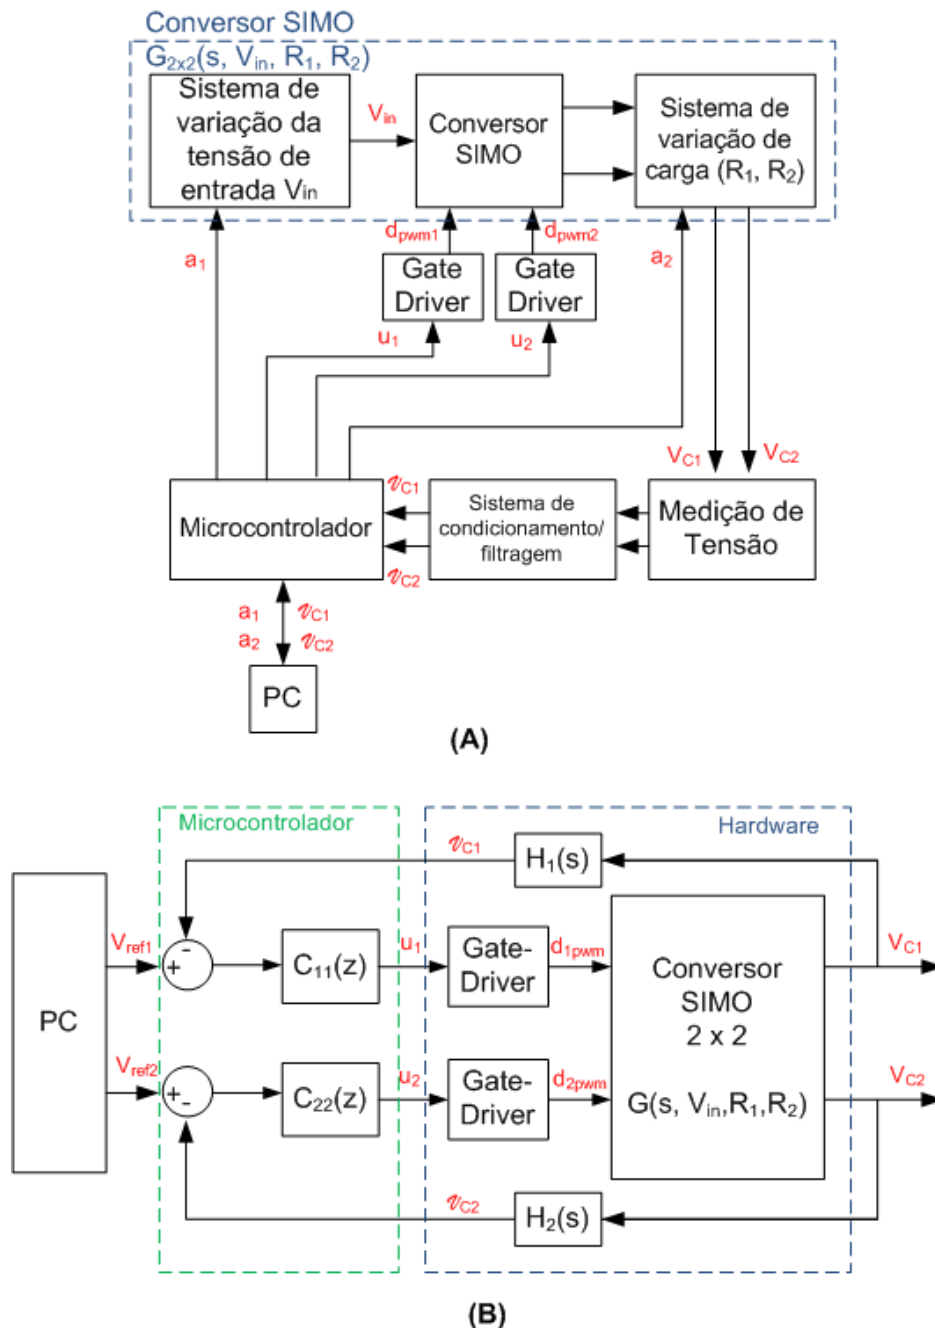 Conversor SIMO
G2x2(s, Vin, R1, R2)
Sistema de
variação da
tensão de
entrada Vin
Vin
Conversor
SIMO
Sistema de
variação de
carga (R1, R2)
a1
dpwm1
dpwm2
a2
Gate
Driver
Gate
Driver
u1
u2
VC1
VC2
Microcontrolador
𝓋C1
𝓋C2
Sistema de
condicionamento/
filtragem
Medição de
Tensão
a1 𝓋C1
a2 𝓋C2
PC
(A)
Microcontrolador
Hardware
𝓋C1
H1(s)
PC
Vref1
-
+
C11(z)
u1
Gate-
Driver
d1pwm
Conversor
SIMO
2 x 2
G(s, Vin,R1,R2)
VC1
Vref2
+
-
C22(z)
u2
Gate-
Driver
d2pwm
VC2
𝓋C2
H2(s)
(B)